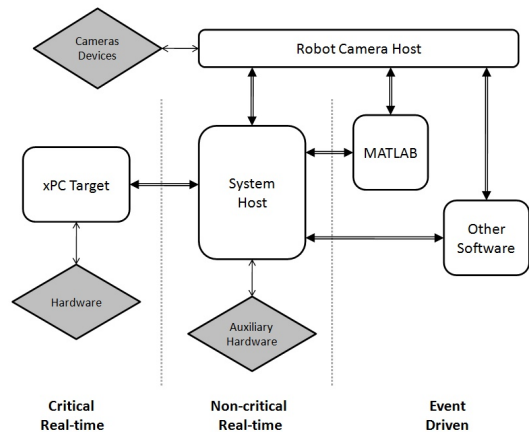 Cameras
Devices
Robot Camera Host
xPC Target
System
Host
MATLAB
Other
Software
Hardware
Auxiliary
Hardware
Critical
Real-time
Non-critical
Real-time
Event
Driven